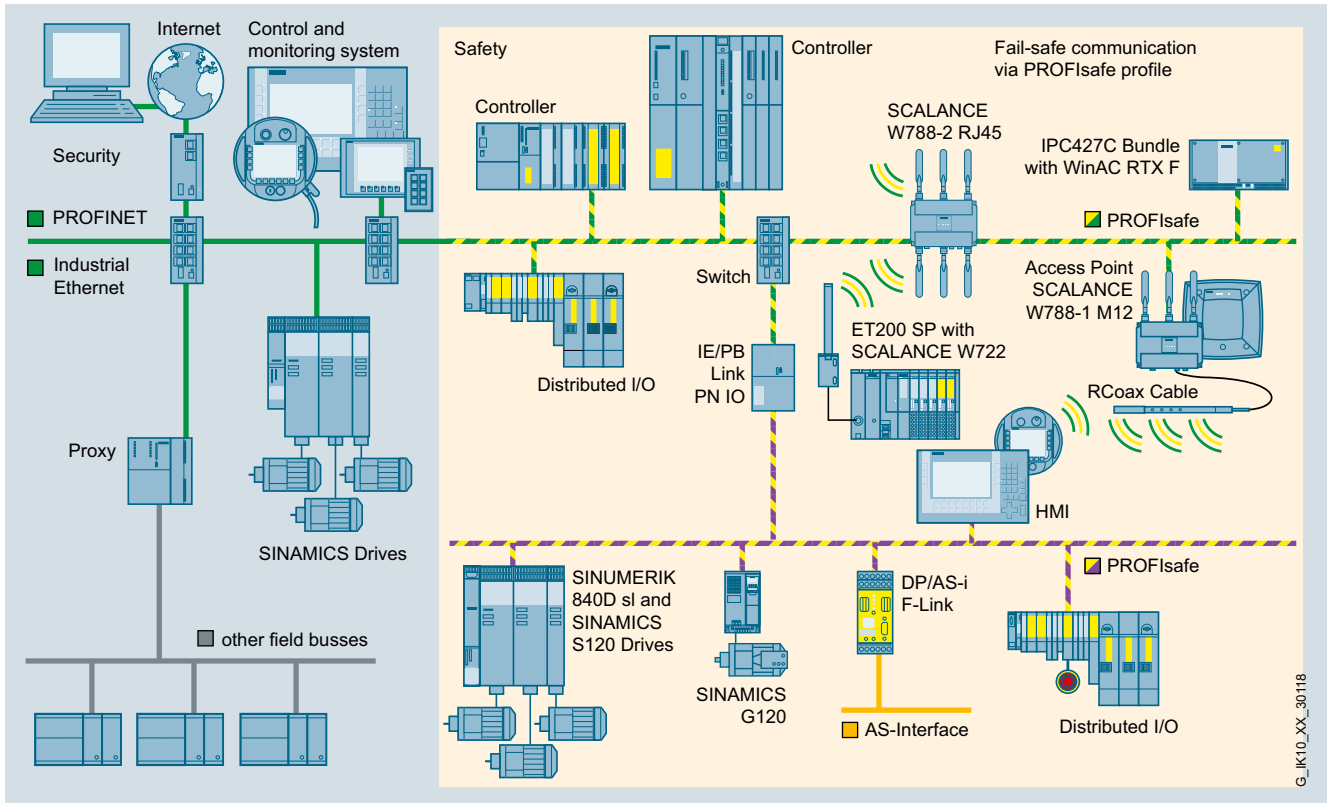 Internet
Control and
monitoring system
Security
PROFINET
Industrial
Ethernet
Proxy
SINAMICS Drives
other field busses
Safety
Controller
Controller
Fail-safe communication
via PROFIsafe profile
SCALANCE
W788-2 RJ45
IPC427C Bundle
with WinAC RTX F
PROFIsafe
Switch
Distributed I/O
IE/PB
Link
PN IO
ET200 SP with
SCALANCE W722
Access Point
SCALANCE
W788-1 M12
RCoax Cable
HMI
SINUMERIK
840D sl and
SINAMICS
S120 Drives
SINAMICS
G120
DP/AS-i
F-Link
AS-Interface
PROFIsafe
Distributed I/O
G_IK10_XX_30118